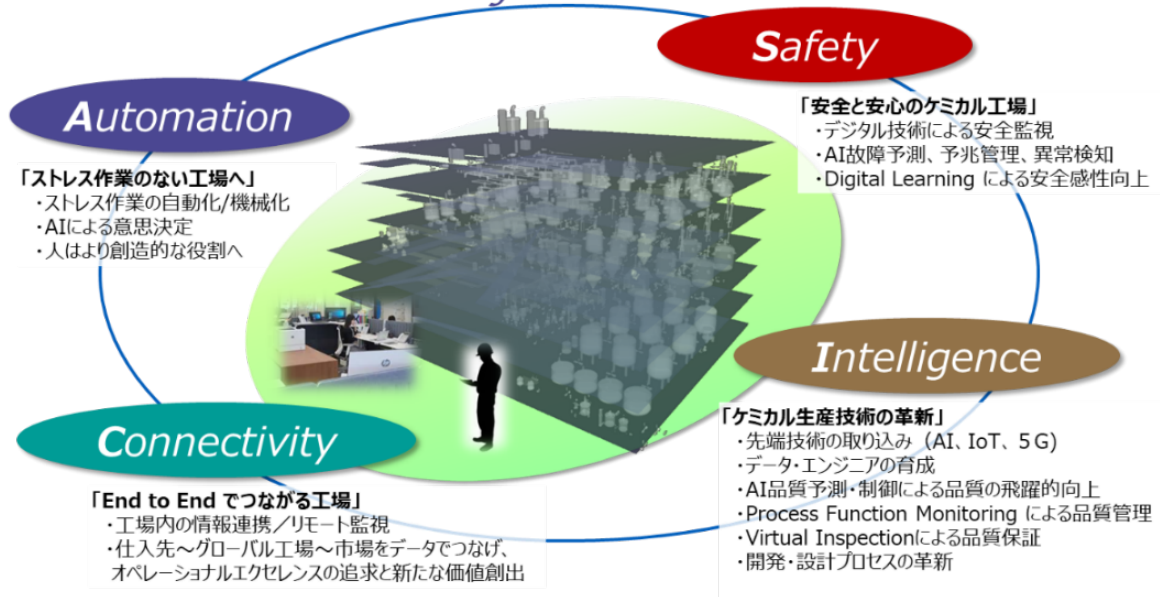 Safety
「安全と安心のケミカル工場」
・デジタル技術による安全監視
・AI故障予測、予兆管理、異常検知
・Digital Learning による安全感性向上
Automation
「ストレス作業のない工場へ」
・ストレス作業の自動化/機械化
・AIによる意思決定
・人はより創造的な役割へ
Intelligence
「ケミカル生産技術の革新」
・先端技術の取り込み（AI、IoT、５G)
・データ・エンジニアの育成
・AI品質予測・制御による品質の飛躍的向上
・Process Function Monitoring による品質管理
・Virtual Inspectionによる品質保証
・開発・設計プロセスの革新
Connectivity
「End to End でつながる工場」
・工場内の情報連携／リモート監視
・仕入先～グローバル工場～市場をデータでつなげ、
オペレーショナルエクセレンスの追求と新たな価値創出
hp